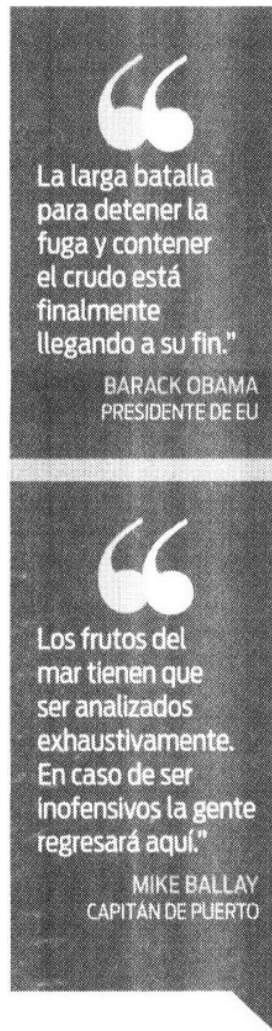 “
La larga batalla
para detener la
fuga y contener
el crudo está
finalmente
llegando a su fin.”
BARACK OBAMA
PRESIDENTE DE EU
“
Los frutos del
mar tienen que
ser analizados
exhaustivamente.
En caso de ser
inofensivos la gente
regresará aquí.”
MIKE BALLAY
CAPITÁN DE PUERTO